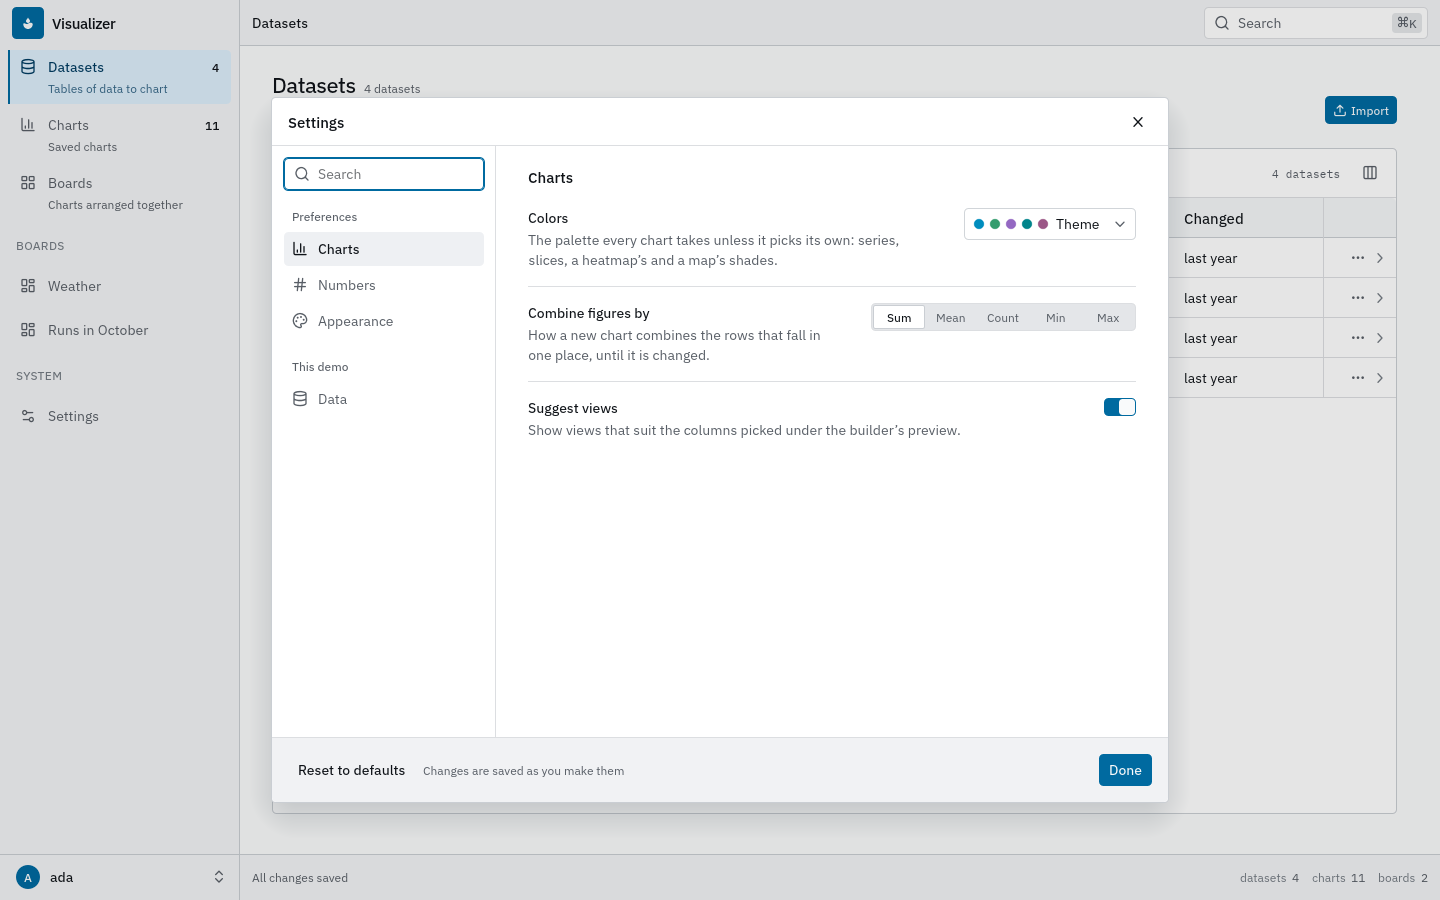 Visualizer
Datasets
Search
⌘K
Datasets 4
Tables of data to chart
Charts 11
Saved charts
Boards
Charts arranged together
BOARDS
Weather
Runs in October
SYSTEM
Settings
ada
A
Datasets 4 datasets
Import
4 datasets
Changed
last year
last year
last year
last year
Settings
Search
Preferences
Charts
Numbers
Appearance
This demo
Data
Charts
Colors
The palette every chart takes unless it picks its own: series,
slices, a heatmap’s and a map’s shades.
Theme
Combine figures by
How a new chart combines the rows that fall in
one place, until it is changed.
Sum Mean Count Min Max
Suggest views
Show views that suit the columns picked under the builder’s preview.
Reset to defaults
Changes are saved as you make them
Done
All changes saved
datasets 4 charts 11 boards 2